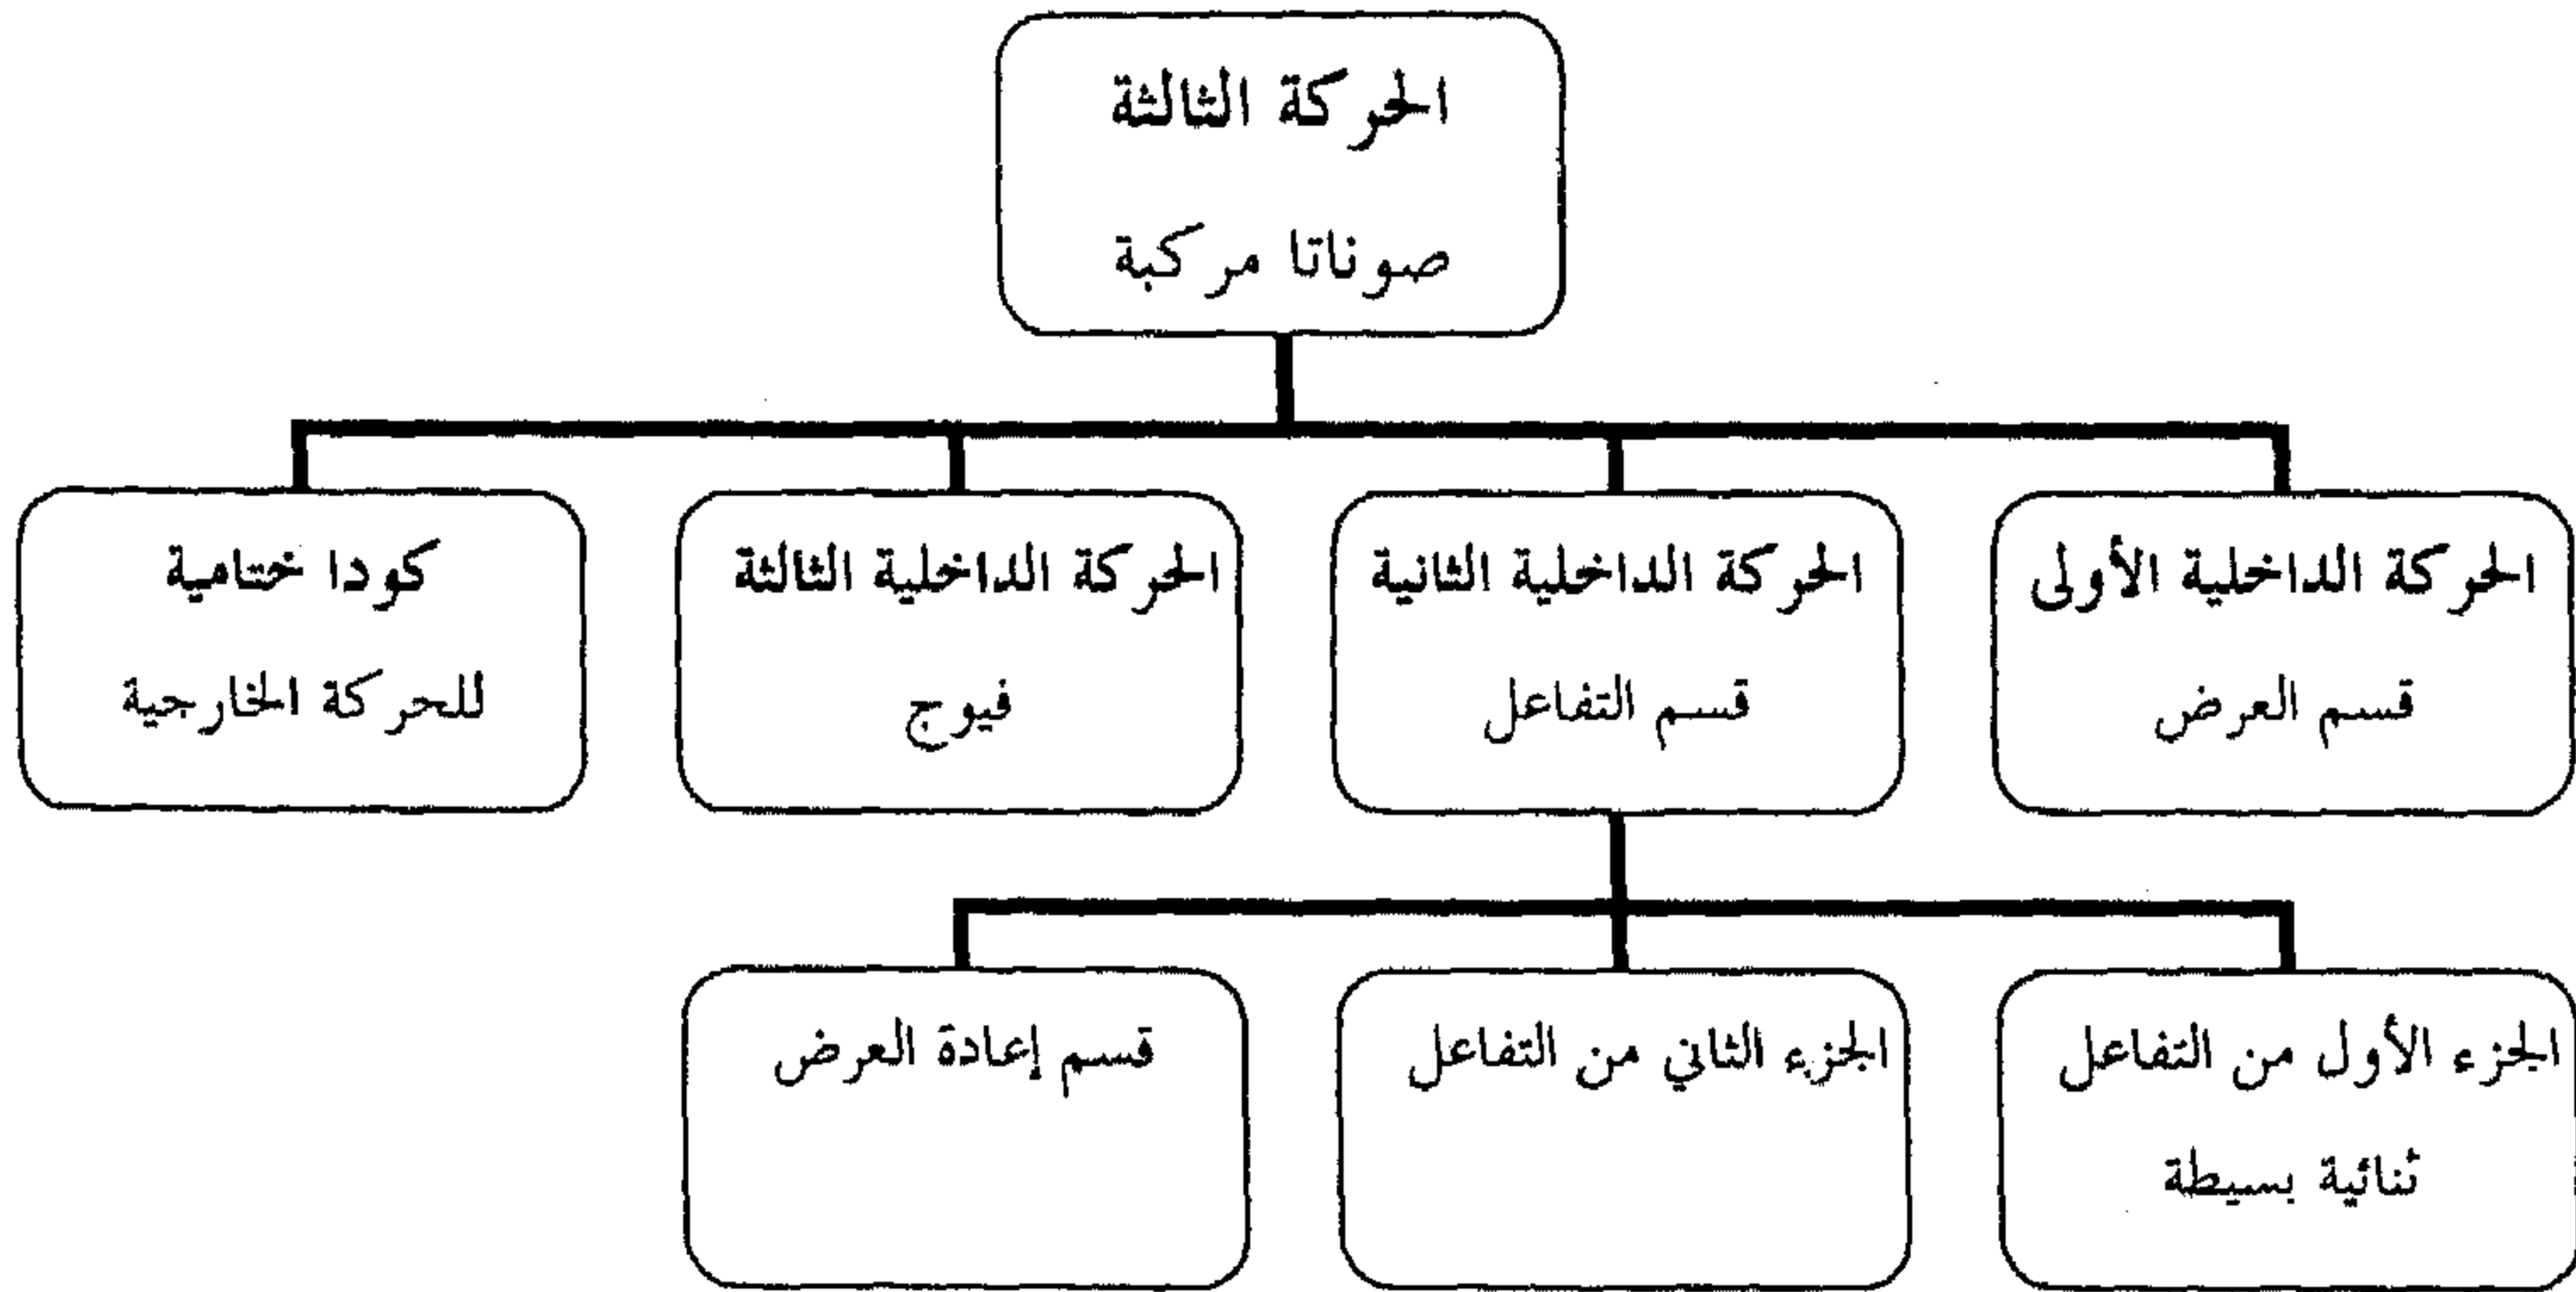 الحركة الثالثة
صوناتا مركبة
الحركة الداخلية الأولى
قسم العرض
الحركة الداخلية الثانية
قسم التفاعل
الحركة الداخلية الثالثة
فيوج
كودا ختامية
للحركة الخارجية
الجزء الأول من التفاعل
ثنائية بسيطة
الجزء الثاني من التفاعل
قسم إعادة العرض